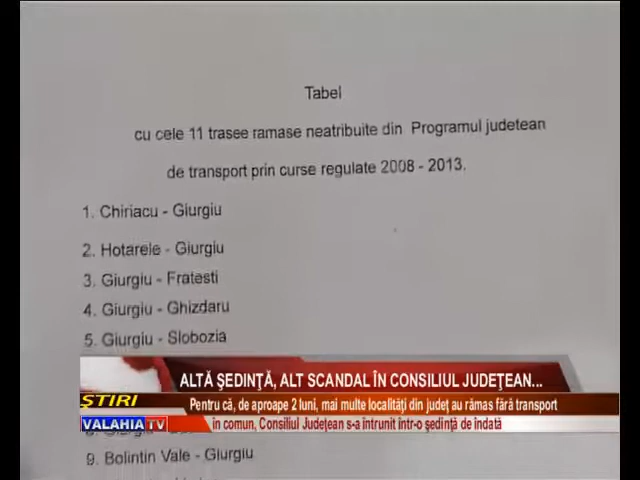 Tabel
cu cele 11 trasee ramase neatribuite din Programul judetean
de transport prin curse regulate 2008 - 2013.
1. Chiriacu - Giurgiu
2. Hotarele - Giurgiu
3. Giurgiu - Fratesti
4. Giurgiu - Ghizdaru
5. Giurgiu - Slobozia
ALTĂ ŞEDINŢĂ, ALT SCANDAL ÎN CONSILIUL JUDEŢEAN...
ŞTIRI
Pentru că, de aproape 2 luni, mai multe localităţi din judeţ au rămas fără transport
VALAHIA TV
în comun, Consiliul Judeţean s-a întrunit într-o şedinţă de îndată
9. Bolintin Vale - Giurgiu